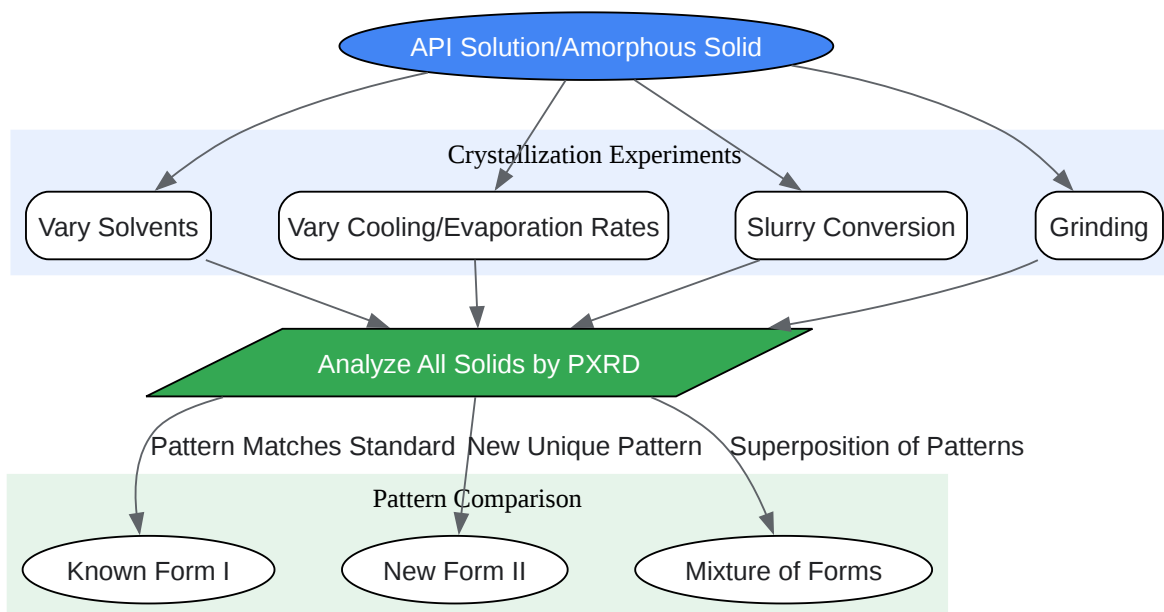 API Solution/Amorphous Solid
Crystallization Experiments
Vary Solvents
Vary Cooling/Evaporation Rates
Slurry Conversion
Grinding
Analyze All Solids by PXRD
Pattern Matches Standard
New Unique Pattern
Superposition of Patterns
Pattern Comparison
Known Form I
New Form II
Mixture of Forms